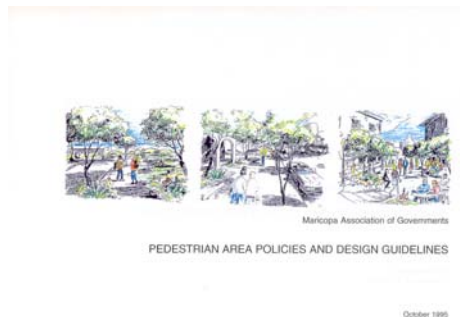 Maricopa Association of Governments
PEDESTRIAN AREA POLICIES AND DESIGN GUIDELINES
October 1995